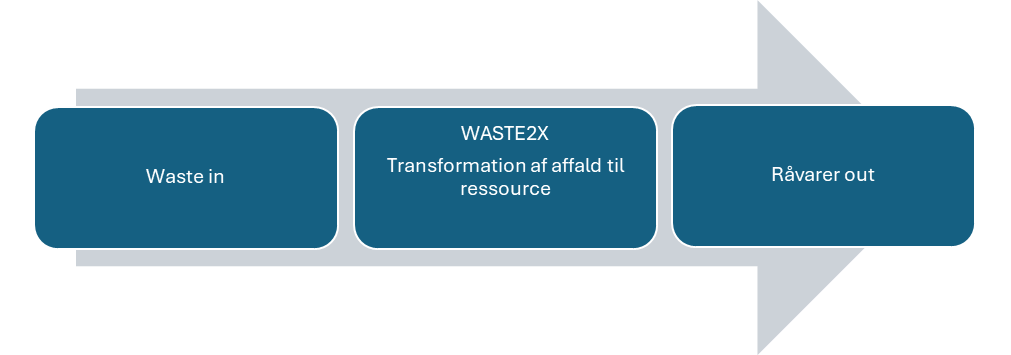 Waste in
WASTE2X
Transformation af affald til
ressource
Råvarer out